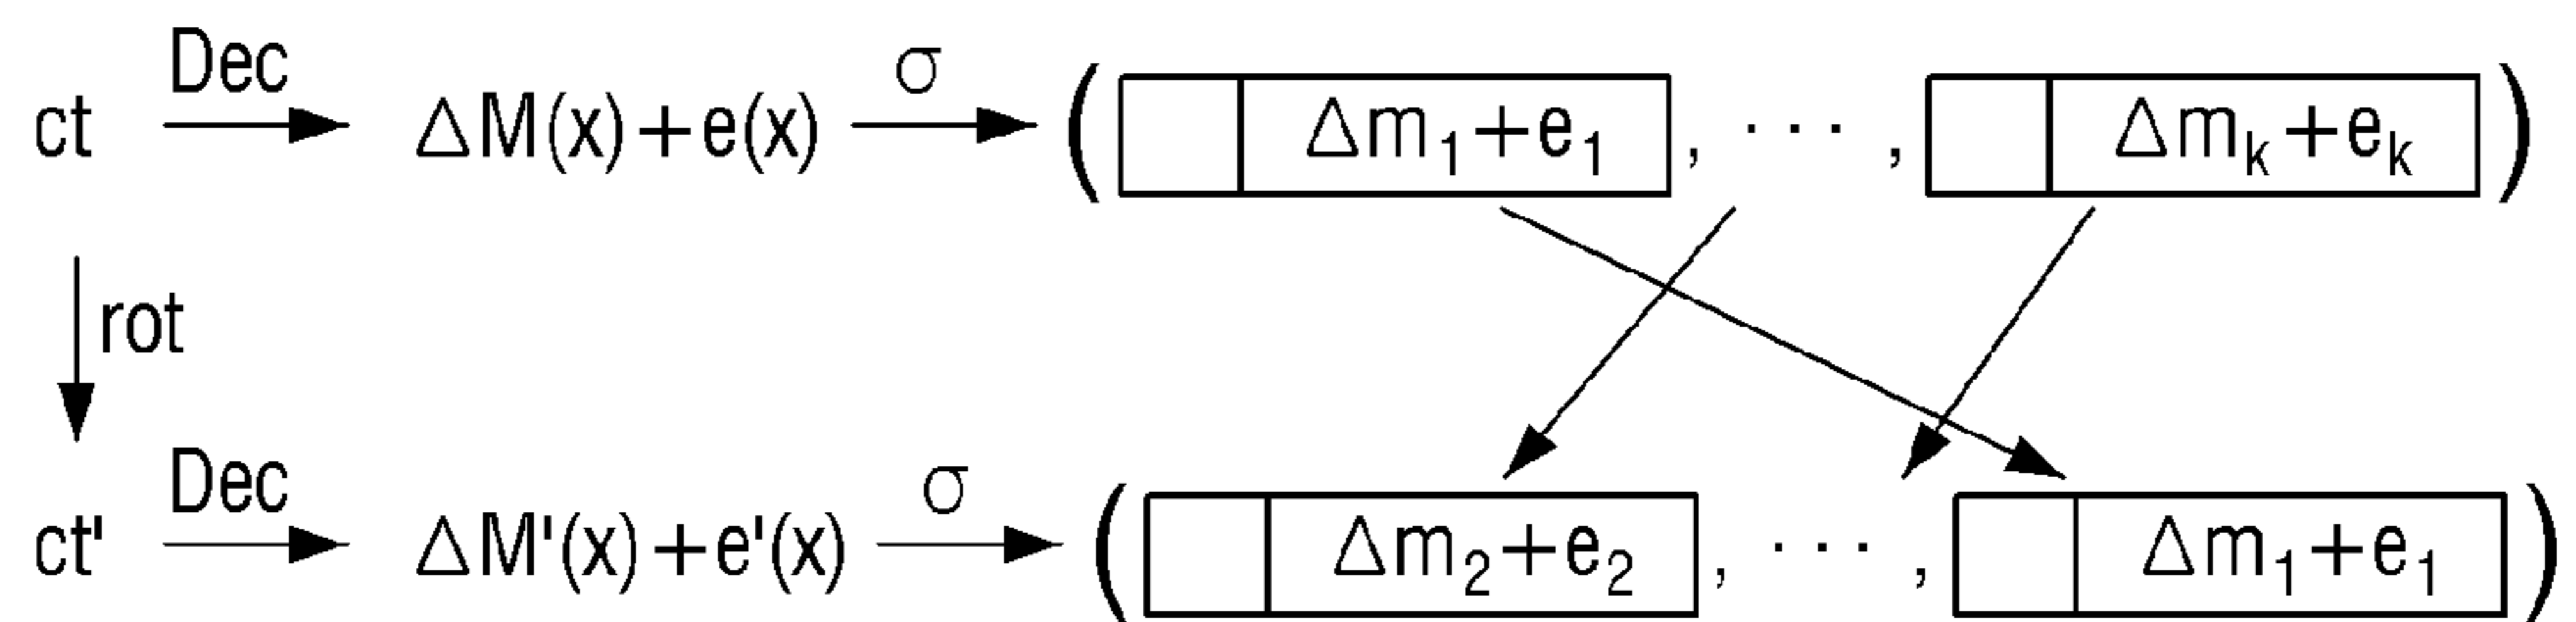 ct Dec ΔM(x)+e(x) σ ( Δm₁+e₁ , ··· , Δmₖ+eₖ )
rot
ct' Dec ΔM'(x)+e'(x) σ ( Δm₂+e₂ , ··· , Δm₁+e₁ )